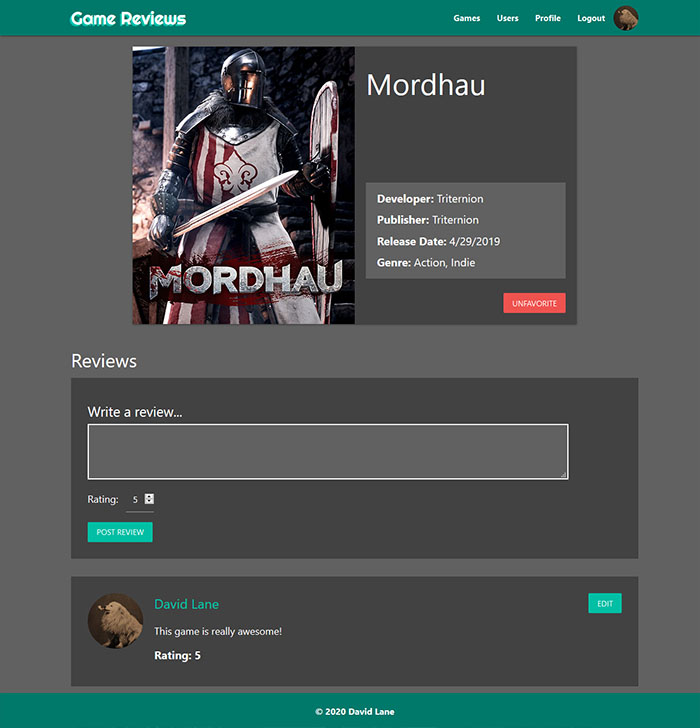 Game Reviews
Games Users Profile Logout
Mordhau
MORDHAU
Developer: Triternion
Publisher: Triternion
Release Date: 4/29/2019
Genre: Action, Indie
UNFAVORITE
Reviews
Write a review...
Rating: 5
POST REVIEW
David Lane
EDIT
This game is really awesome!
Rating: 5
© 2020 David Lane